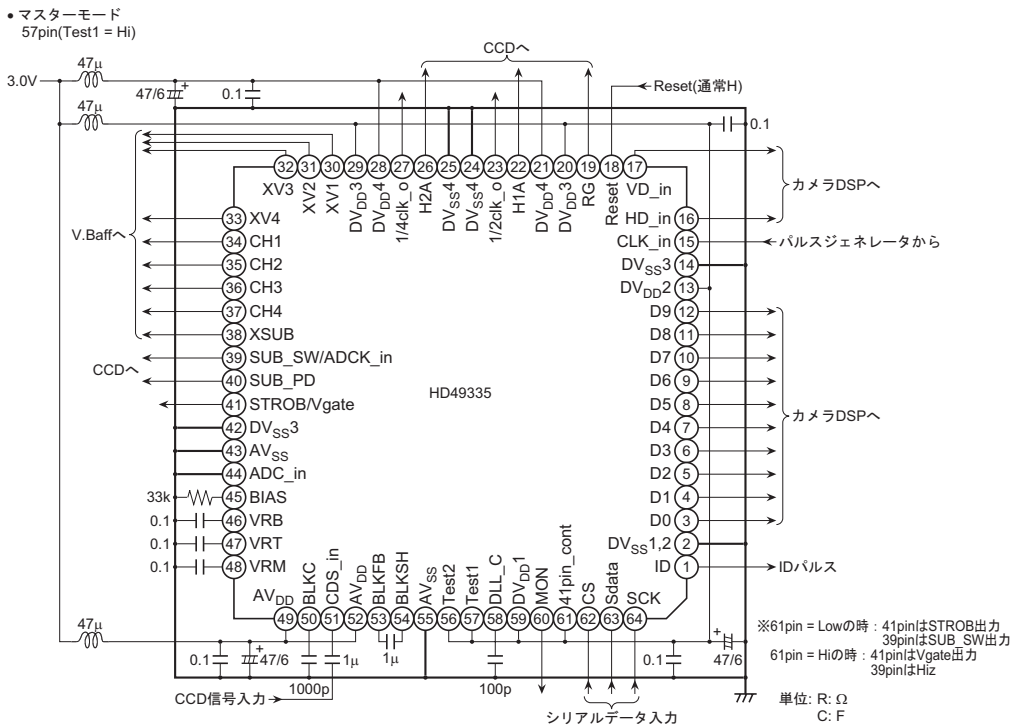 • マスターモード
57pin(Test1 = Hi)
3.0V
47μ
47/6
+
0.1
CCDへ
Reset(通常H)
47μ
0.1
32 31 30 29 28 27 26 25 24 23 22 21 20 19 18 17
XV3
XV2
XV1
DVDD3
DVDD4
1/4clk_o
H2A
DVSS4
DVSS4
1/2clk_o
H1A
DVDD4
DVDD3
RG
Reset
VD_in
カメラDSPへ
V.Baffへ
33 XV4
34 CH1
35 CH2
36 CH3
37 CH4
38 XSUB
CCDへ
39 SUB_SW/ADCK_in
40 SUB_PD
41 STROB/Vgate
42 DVSS3
43 AVSS
44 ADC_in
33k 45 BIAS
0.1 46 VRB
0.1 47 VRT
0.1 48 VRM
HD49335
HD_in 16
CLK_in 15 パルスジェネレータから
DVSS3 14
DVDD2 13
D9 12
D8 11
D7 10
D6 9
D5 8
カメラDSPへ
D4 7
D3 6
D2 5
D1 4
D0 3
DVSS1,2 2
ID 1 IDパルス
AVDD
BLKC
CDS_in
AVDD
BLKFB
BLKSH
AVSS
Test2
Test1
DLL_C
DVDD1
MON
41pin_cont
CS
Sdata
SCK
49 50 51 52 53 54 55 56 57 58 59 60 61 62 63 64
47μ
0.1
+
47/6
1000p
1μ
1μ
100p
0.1
+
47/6
CCD信号入力
シリアルデータ入力
※61pin = Lowの時 : 41pinはSTROB出力
39pinはSUB_SW出力
61pin = Hiの時 : 41pinはVgate出力
39pinはHiz
単位: R: Ω
C: F